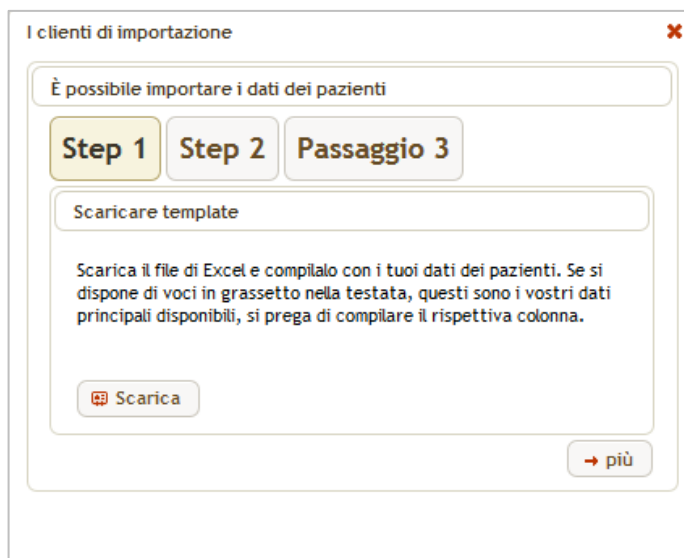 I clienti di importazione
È possibile importare i dati dei pazienti
Step 1
Step 2
Passaggio 3
Scaricare template
Scarica il file di Excel e compilalo con i tuoi dati dei pazienti. Se si
dispone di voci in grassetto nella testata, questi sono i vostri dati
principali disponibili, si prega di compilare il rispettiva colonna.
Scarica
più